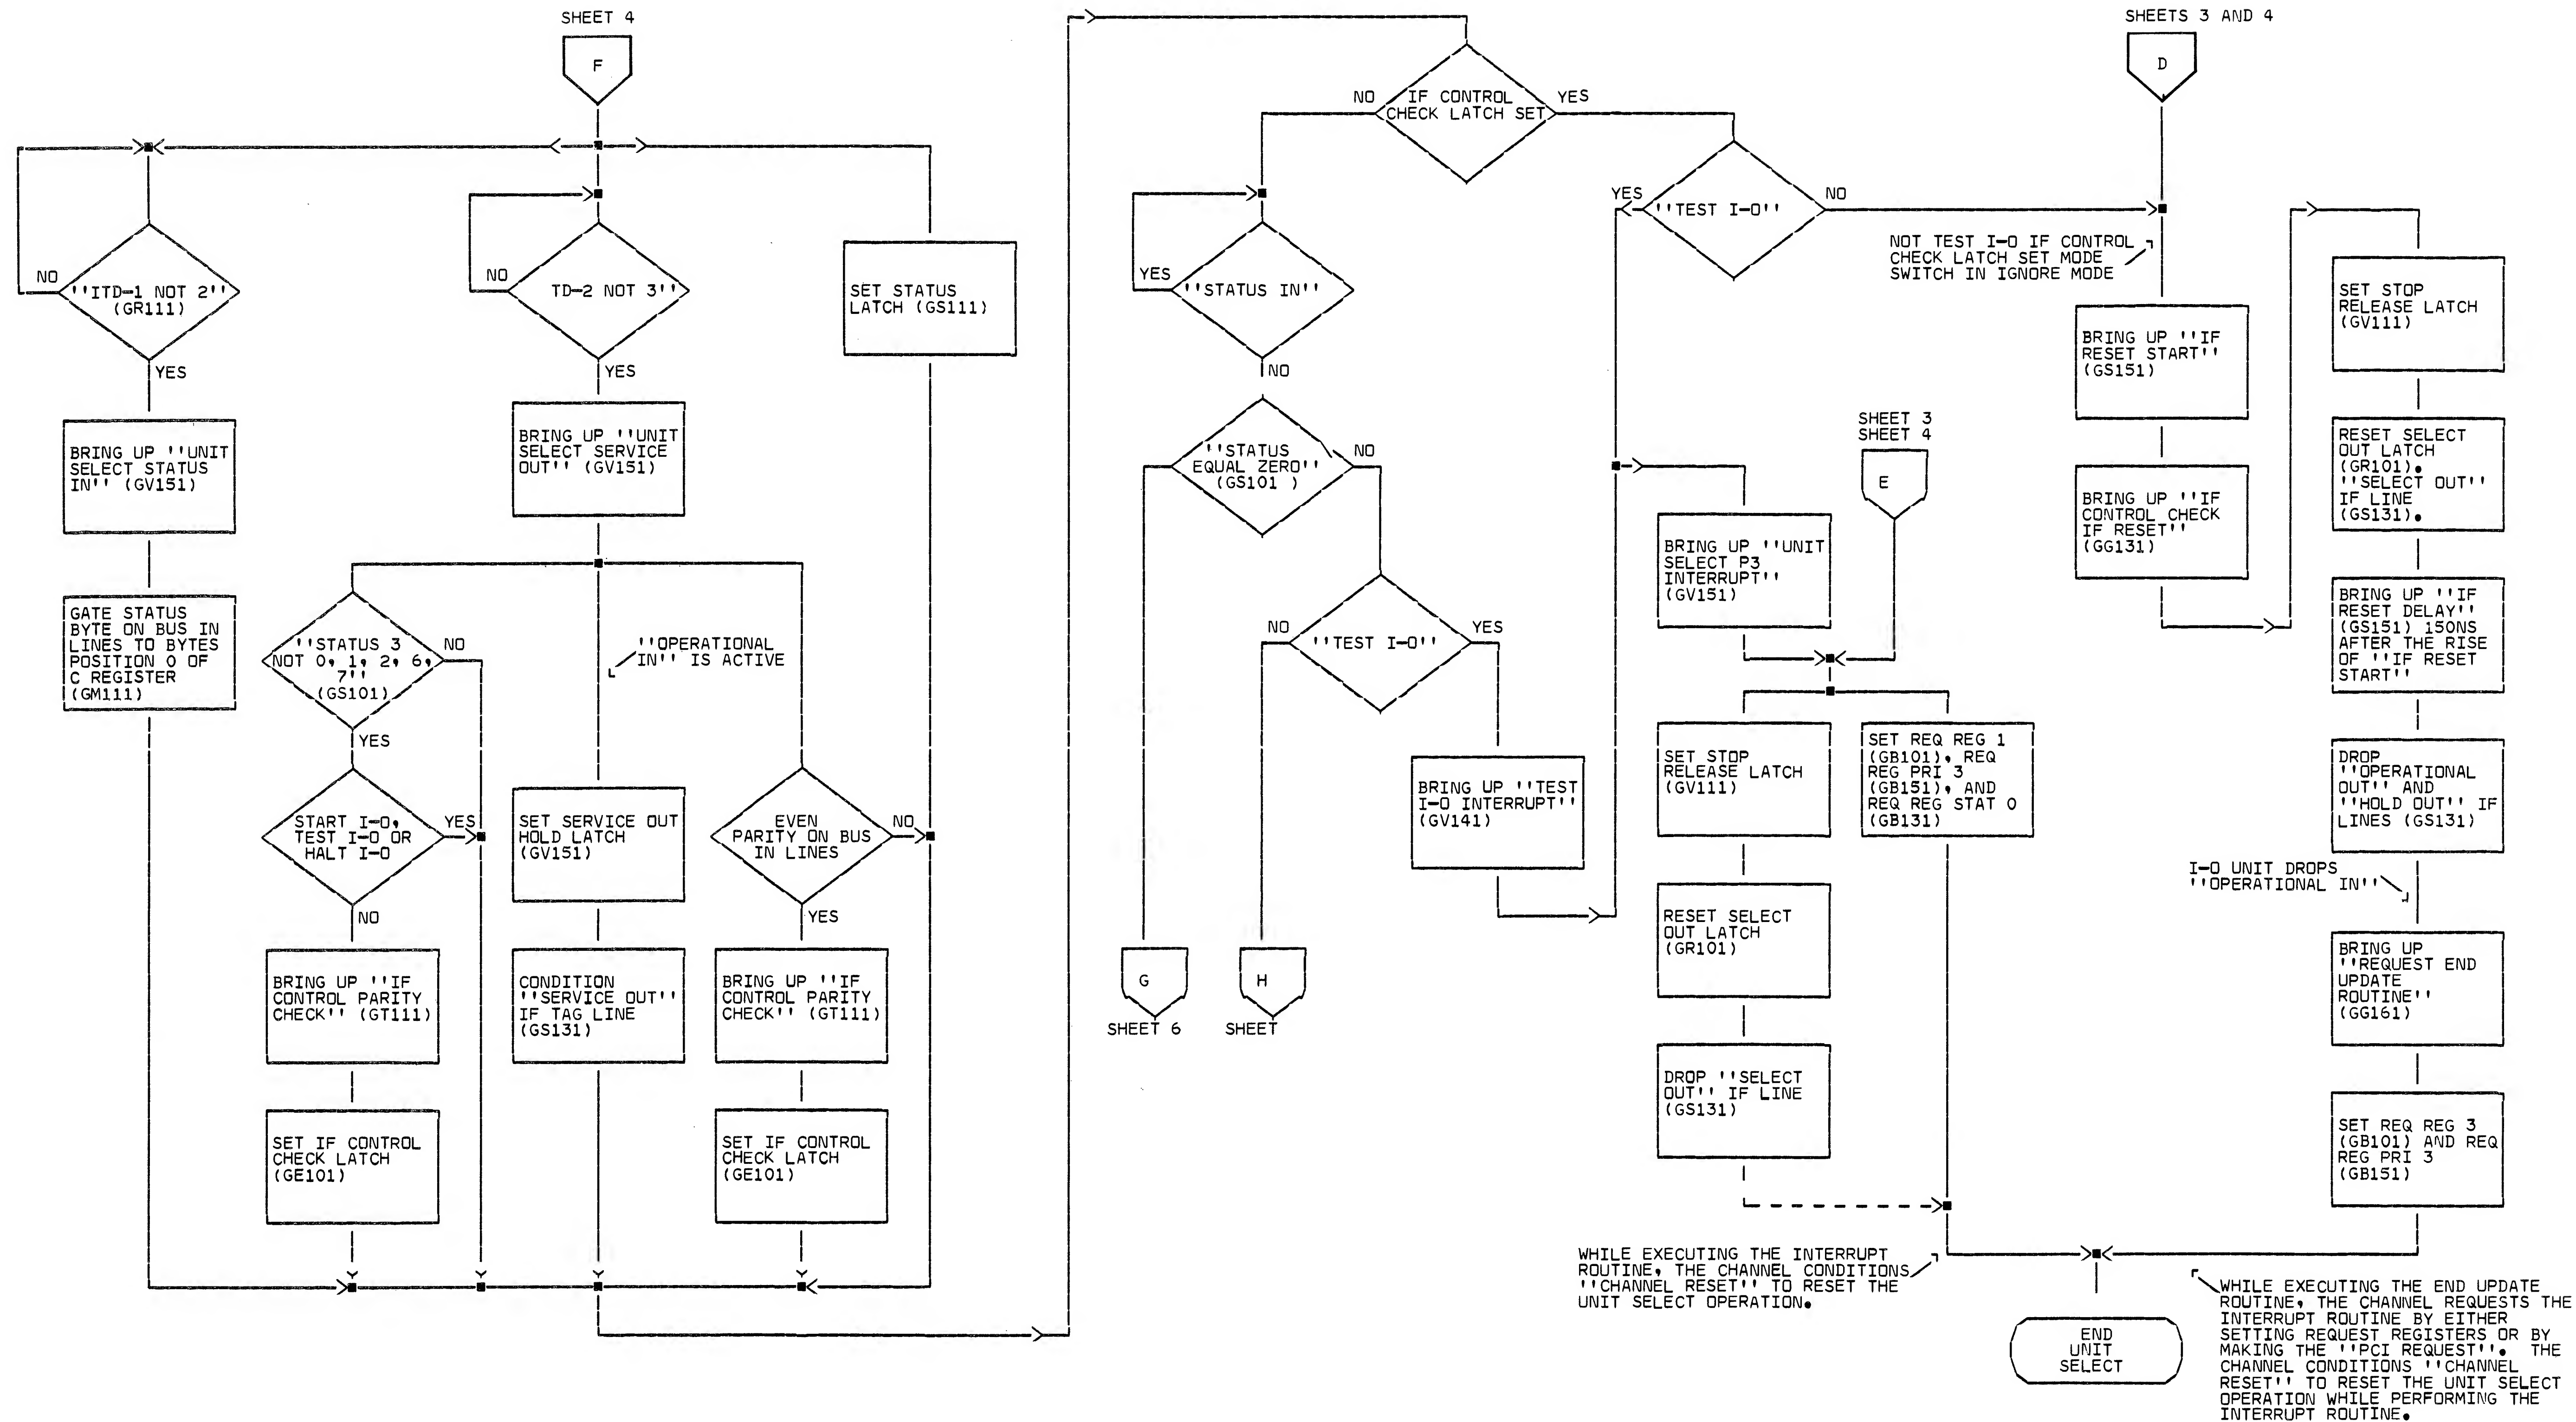 SHEET 4
F
NO
''ITD-1 NOT 2''
(GR111)
YES
BRING UP ''UNIT
SELECT STATUS
IN'' (GV151)
GATE STATUS
BYTE ON BUS IN
LINES TO BYTES
POSITION 0 OF
C REGISTER
(GM111)
NO
TD-2 NOT 3''
YES
BRING UP ''UNIT
SELECT SERVICE
OUT'' (GV151)
SET STATUS
LATCH (GS111)
''STATUS 3
NOT 0, 1, 2, 6,
7''
(GS101)
NO
YES
START I-O,
TEST I-O OR
HALT I-O
YES
NO
BRING UP ''IF
CONTROL PARITY
CHECK'' (GT111)
SET IF CONTROL
CHECK LATCH
(GE101)
''OPERATIONAL
IN'' IS ACTIVE
SET SERVICE OUT
HOLD LATCH
(GV151)
CONDITION
''SERVICE OUT''
IF TAG LINE
(GS131)
EVEN
PARITY ON BUS
IN LINES
NO
YES
BRING UP ''IF
CONTROL PARITY
CHECK'' (GT111)
SET IF CONTROL
CHECK LATCH
(GE101)
NO
IF CONTROL
CHECK LATCH SET
YES
YES
''STATUS IN''
NO
''STATUS
EQUAL ZERO''
(GS101 )
NO
NO
''TEST I-O''
YES
G
SHEET 6
H
SHEET
BRING UP ''TEST
I-O INTERRUPT''
(GV141)
YES
''TEST I-O''
NO
NOT TEST I-O IF CONTROL
CHECK LATCH SET MODE
SWITCH IN IGNORE MODE
BRING UP ''UNIT
SELECT P3
INTERRUPT''
(GV151)
SHEET 3
SHEET 4
E
SET STOP
RELEASE LATCH
(GV111)
RESET SELECT
OUT LATCH
(GR101)
DROP ''SELECT
OUT'' IF LINE
(GS131)
SET REQ REG 1
(GB101), REQ
REG PRI 3
(GB151), AND
REQ REG STAT 0
(GB131)
WHILE EXECUTING THE INTERRUPT
ROUTINE, THE CHANNEL CONDITIONS
''CHANNEL RESET'' TO RESET THE
UNIT SELECT OPERATION.
SHEETS 3 AND 4
D
BRING UP ''IF
RESET START''
(GS151)
BRING UP ''IF
CONTROL CHECK
IF RESET''
(GG131)
SET STOP
RELEASE LATCH
(GV111)
RESET SELECT
OUT LATCH
(GR101).
''SELECT OUT''
IF LINE
(GS131).
BRING UP ''IF
RESET DELAY''
(GS151) 150NS
AFTER THE RISE
OF ''IF RESET
START''
DROP
''OPERATIONAL
OUT'' AND
''HOLD OUT'' IF
LINES (GS131)
I-O UNIT DROPS
''OPERATIONAL IN''
BRING UP
''REQUEST END
UPDATE
ROUTINE''
(GG161)
SET REQ REG 3
(GB101) AND REQ
REG PRI 3
(GB151)
END
UNIT
SELECT
WHILE EXECUTING THE END UPDATE
ROUTINE, THE CHANNEL REQUESTS THE
INTERRUPT ROUTINE BY EITHER
SETTING REQUEST REGISTERS OR BY
MAKING THE ''PCI REQUEST''. THE
CHANNEL CONDITIONS ''CHANNEL
RESET'' TO RESET THE UNIT SELECT
OPERATION WHILE PERFORMING THE
INTERRUPT ROUTINE.